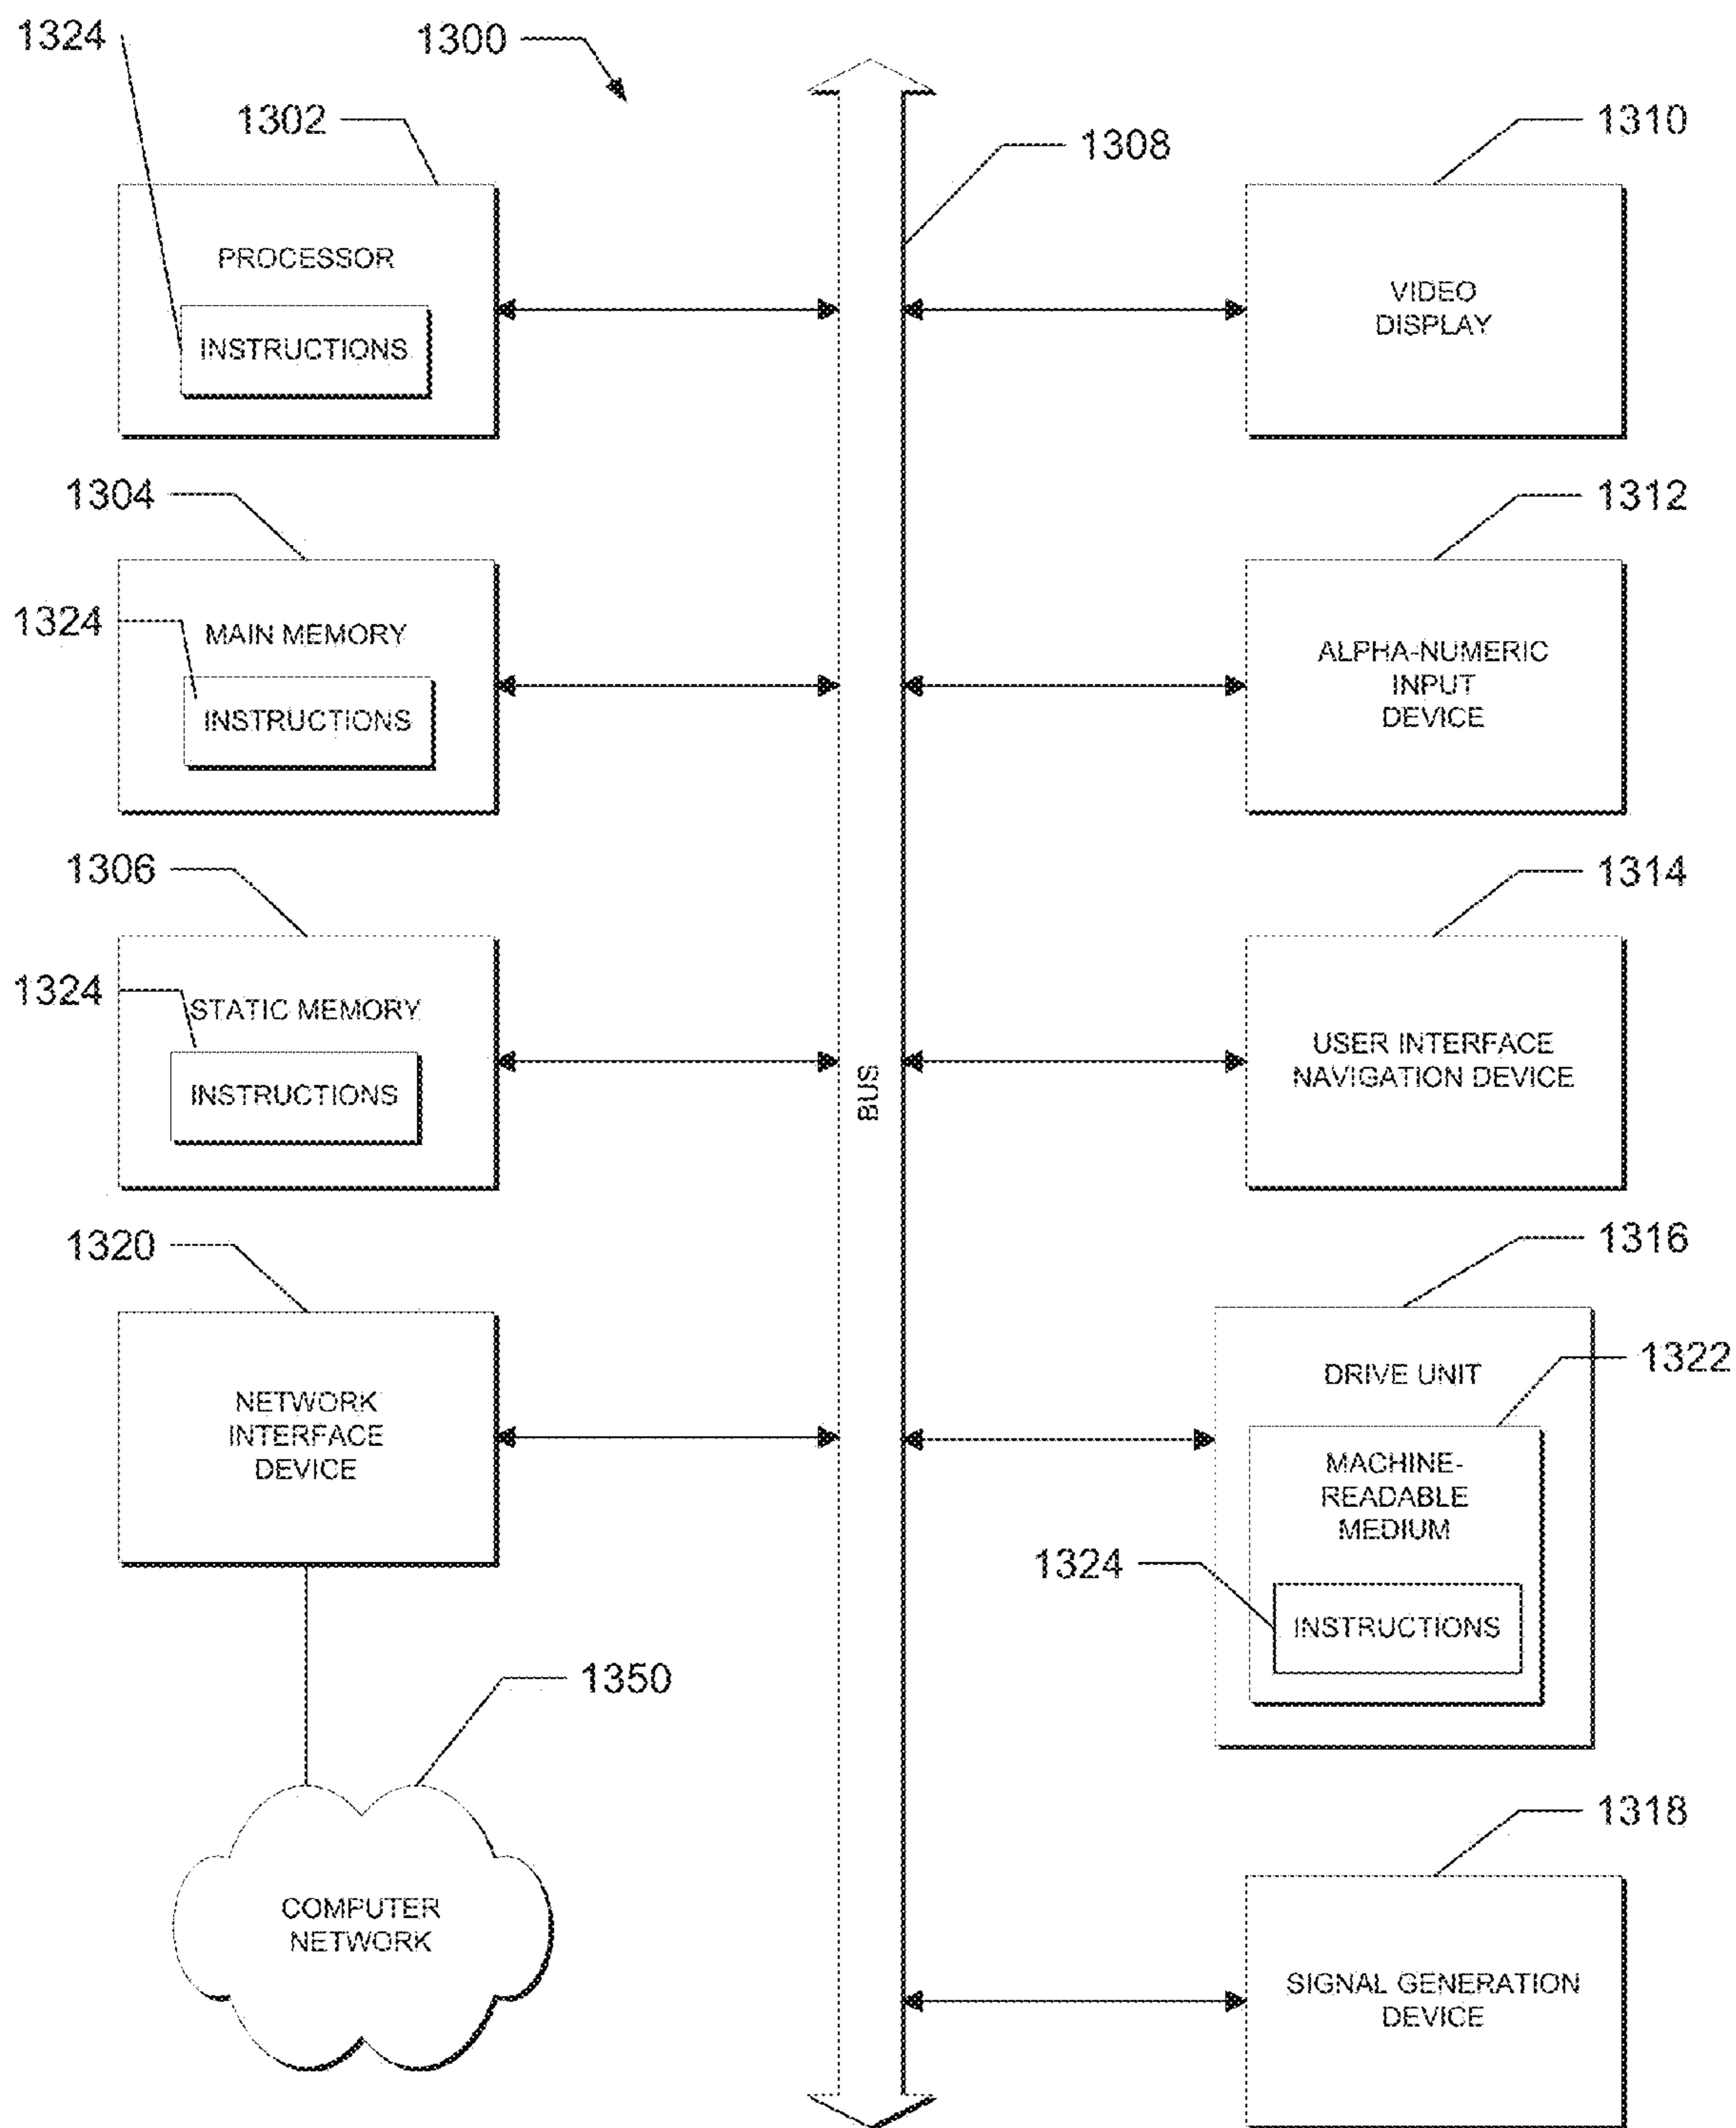 1324
1300
1302
1308
1310
PROCESSOR
INSTRUCTIONS
VIDEO
DISPLAY
1304
1312
1324
MAIN MEMORY
INSTRUCTIONS
ALPHA-NUMERIC
INPUT
DEVICE
1306
1314
1324
STATIC MEMORY
INSTRUCTIONS
BUS
USER INTERFACE
NAVIGATION DEVICE
1320
1316
NETWORK
INTERFACE
DEVICE
DRIVE UNIT
1322
MACHINE-
READABLE
MEDIUM
1324
INSTRUCTIONS
1350
COMPUTER
NETWORK
1318
SIGNAL GENERATION
DEVICE